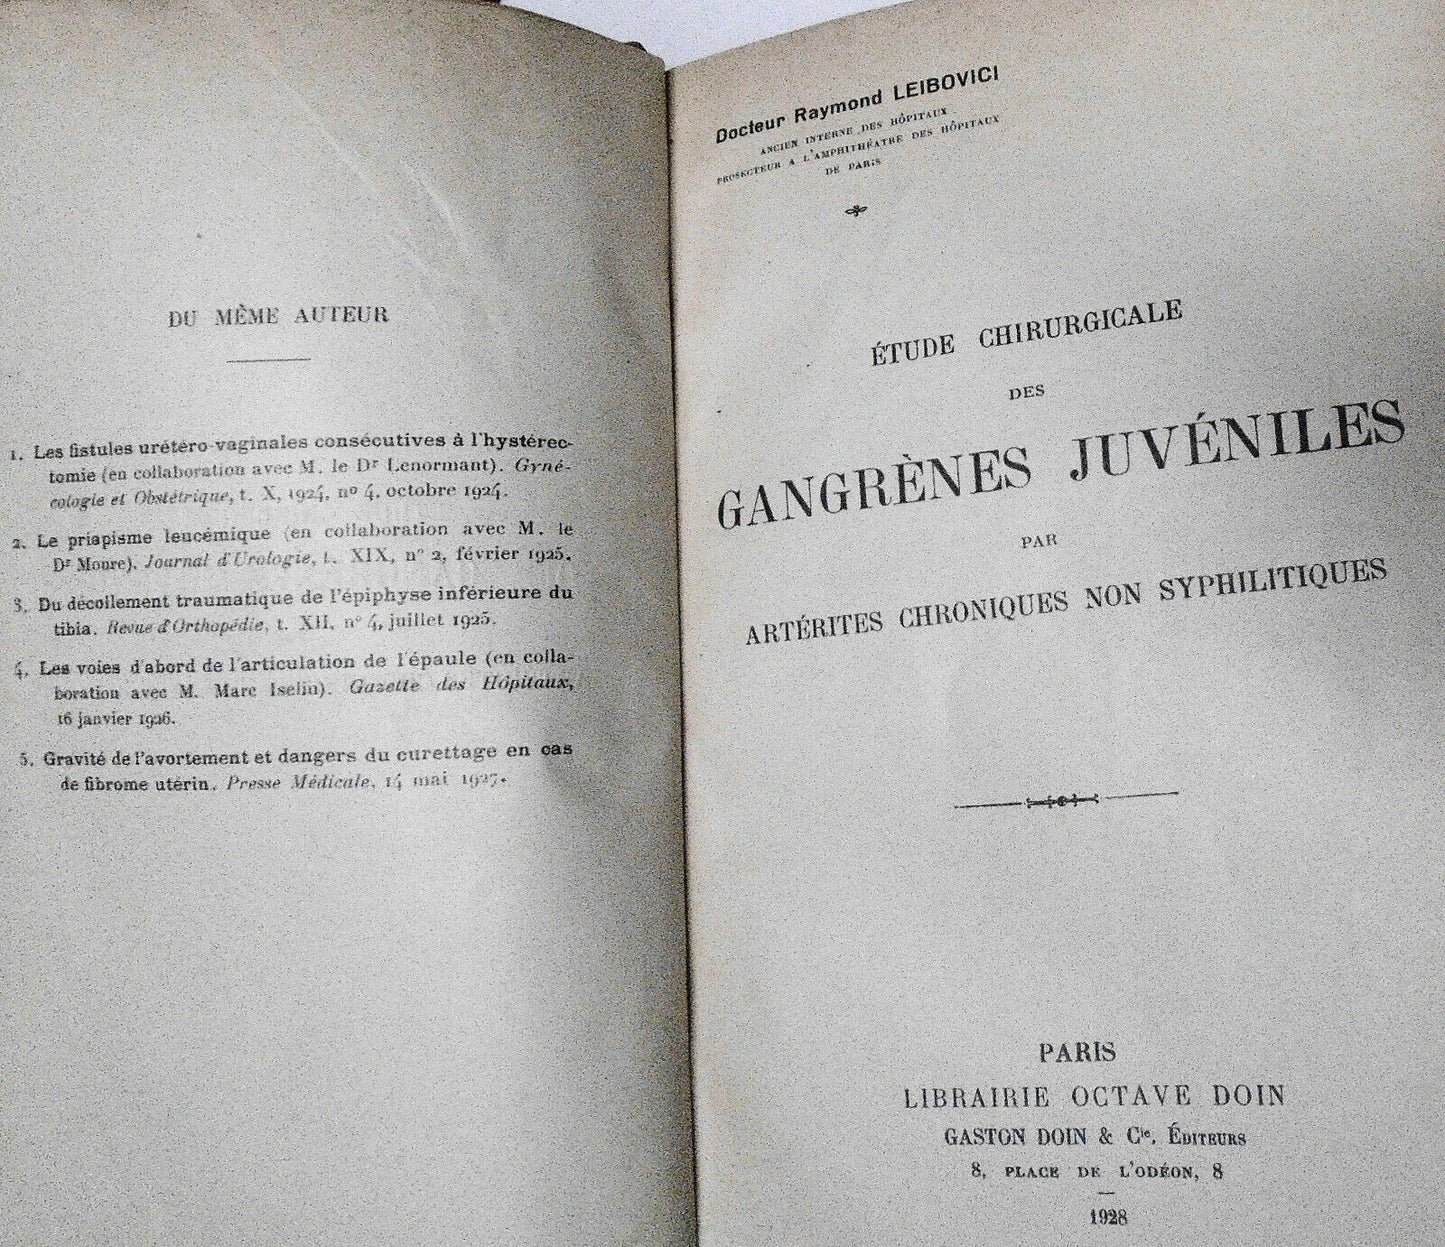 DU MÊME AUTEUR
1. Les fistules urétéro-vaginales consécutives à l'hystérec-
tomie (en collaboration avec M. le Dr Lenormant). Gyné-
cologie et Obstétrique, t. X, 1924, no 4, octobre 1924.
2. Le priapisme leucémique (en collaboration avec M. le
Dr Moure). Journal d'Urologie, t. XIX, n° 2, février 1925.
3. Du décollement traumatique de l'épiphyse inférieure du
tibia. Revue d'Orthopédie, t. XII, n° 4, juillet 1925.
4. Les voies d'abord de l'articulation de l'épaule (en colla-
boration avec M. Marc Iselin). Gazette des Hôpitaux,
16 janvier 1926.
5. Gravité de l'avortement et dangers du curettage en cas
de fibrome utérin. Presse Médicale, 14 mai 1927.
Docteur Raymond LEIBOVICI
ANCIEN INTERNE DES HÔPITAUX
PROSECTEUR A L'AMPHITHÉATRE DES HÔPITAUX
DE PARIS
ÉTUDE CHIRURGICALE
DES
GANGRÈNES JUVÉNILES
PAR
ARTÉRITES CHRONIQUES NON SYPHILITIQUES
PARIS
LIBRAIRIE OCTAVE DOIN
GASTON DOIN & Cie, ÉDITEURS
8, PLACE DE L'ODÉON, 8
1928